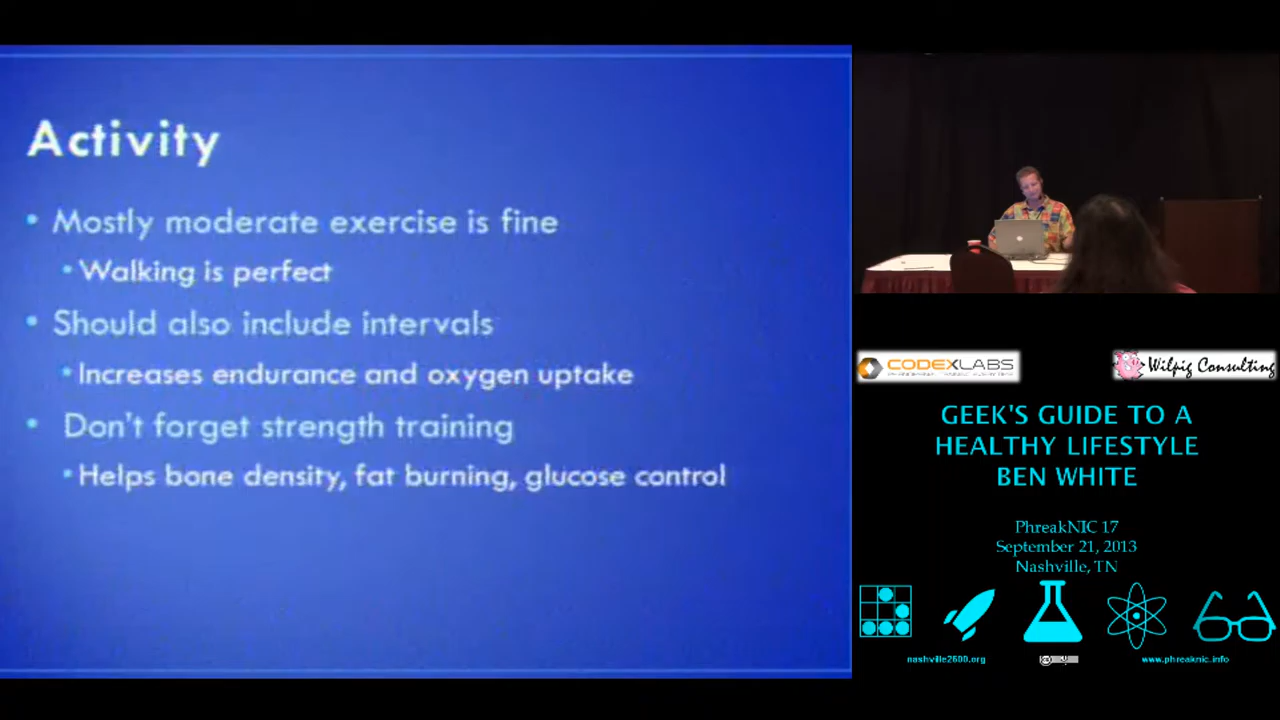 Activity
• Mostly moderate exercise is fine
• Walking is perfect
• Should also include intervals
• Increases endurance and oxygen uptake
• Don't forget strength training
• Helps bone density, fat burning, glucose control
CODEXLABS
Wilpig Consulting
GEEK'S GUIDE TO A
HEALTHY LIFESTYLE
BEN WHITE
PhreakNIC 17
September 21, 2013
Nashville, TN
nashville2600.org
www.phreaknic.info